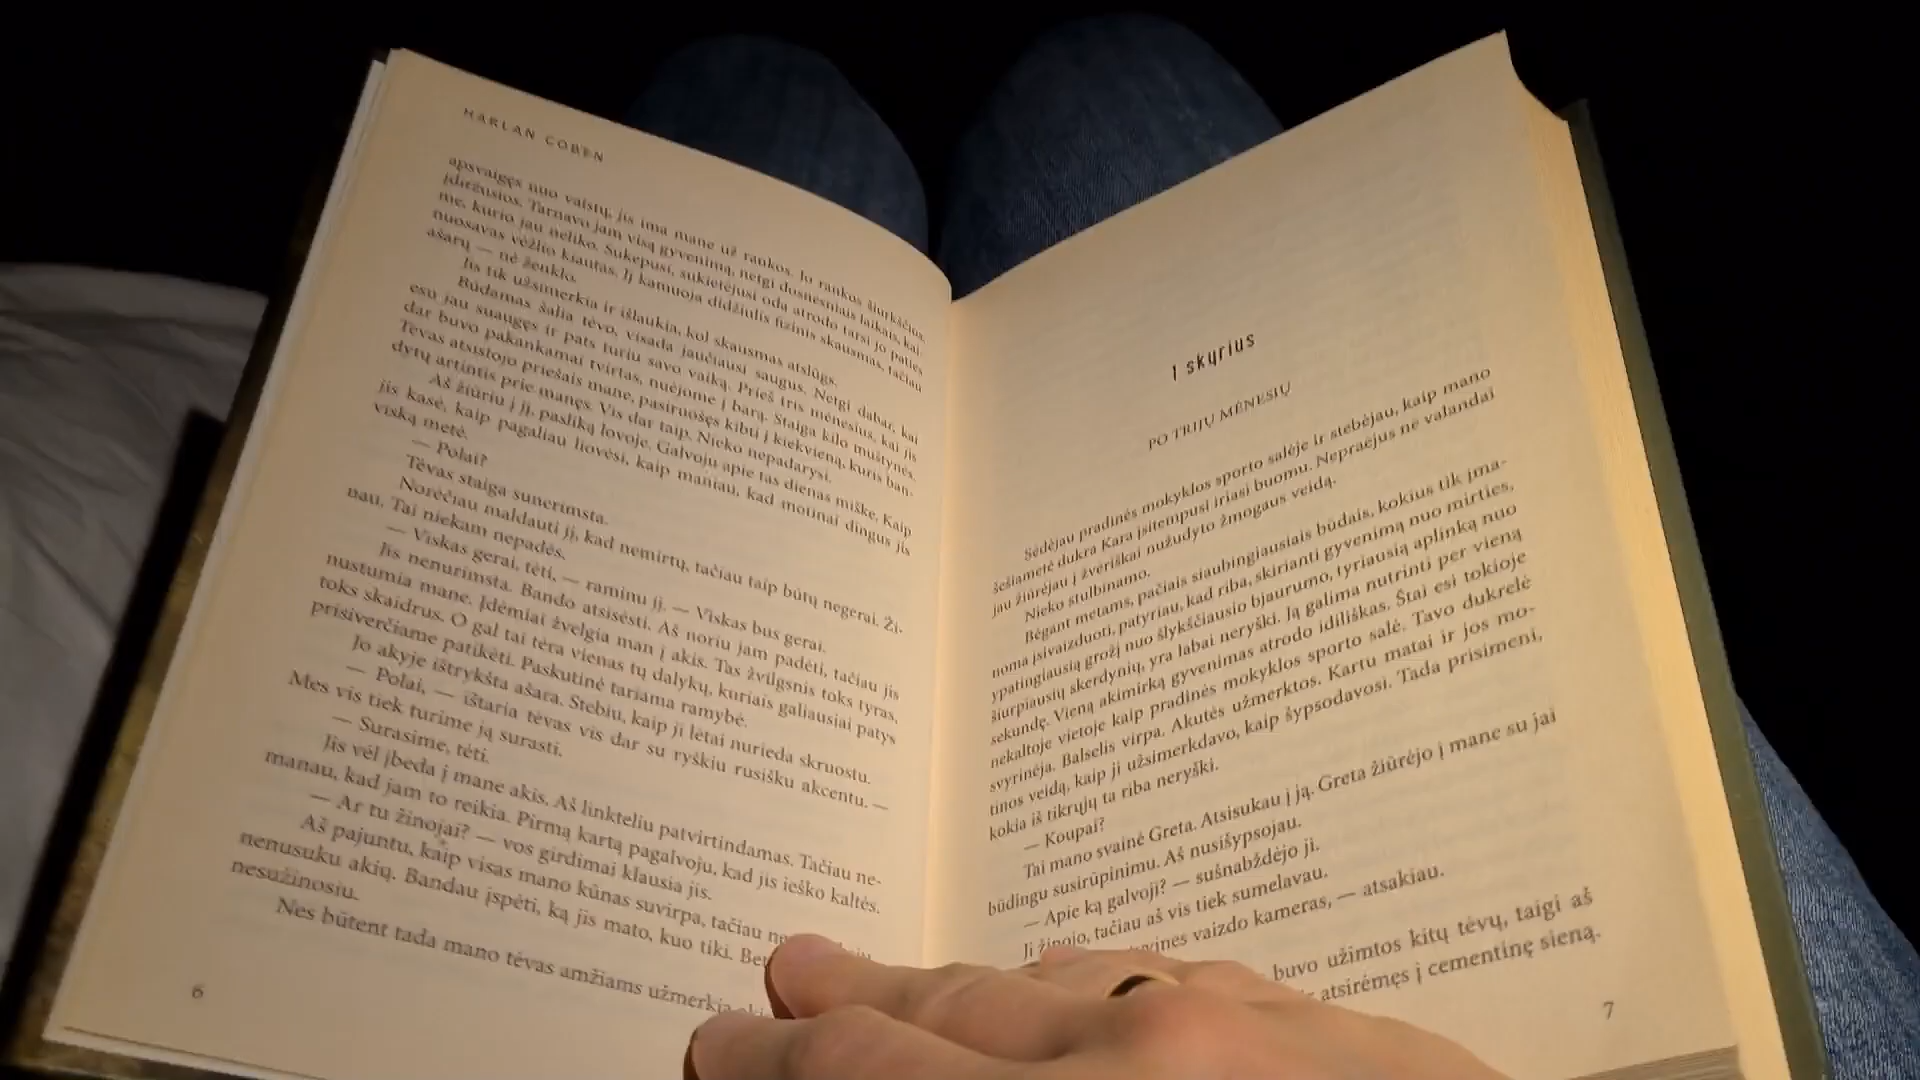 HARLAN COBEN
apsvaigęs nuo vaistų, jis ima mane už rankos. Jo rankos šiurkščios,
įdiržusios. Tarnavo jam visą gyvenimą, netgi dosnesniais laikais, kai-
me, kurio jau neliko. Sukepusi, sukietėjusi oda atrodo tarsi jo paties
nuosavas vėžlio kiautas. Jį kamuoja didžiulis fizinis skausmas, tačiau
ašarų — nė ženklo.
Jis tik užsimerkia ir išlaukia, kol skausmas atslūgs.
Būdamas šalia tėvo, visada jaučiausi saugus. Netgi dabar, kai
esu jau suaugęs ir pats turiu savo vaiką. Prieš tris mėnesius, kai jis
dar buvo pakankamai tvirtas, nuėjome į barą. Staiga kilo muštynės.
Tėvas atsistojo priešais mane, pasiruošęs kibti į kiekvieną, kuris ban-
dytų artintis prie manęs. Vis dar taip. Nieko nepadarysi.
Aš žiūriu į jį, pasliką lovoje. Galvoju apie tas dienas miške. Kaip
jis kasė, kaip pagaliau liovėsi, kaip maniau, kad motinai dingus jis
viską metė.
— Polai?
Tėvas staiga sunerimsta.
Norėčiau maldauti jį, kad nemirtų, tačiau taip būtų negerai. Ži-
nau. Tai niekam nepadės.
— Viskas gerai, tėti, — raminu jį. — Viskas bus gerai.
Jis nenurimsta. Bando atsisėsti. Aš noriu jam padėti, tačiau jis
nustumia mane. Įdėmiai žvelgia man į akis. Tas žvilgsnis toks tyras,
toks skaidrus. O gal tai tėra vienas tų dalykų, kuriais galiausiai patys
prisiverčiame patikėti. Paskutinė tariama ramybė.
Jo akyje ištrykšta ašara. Stebiu, kaip ji lėtai nurieda skruostu.
— Polai, — ištaria tėvas vis dar su ryškiu rusišku akcentu. —
Mes vis tiek turime ją surasti.
— Surasime, tėti.
Jis vėl įbeda į mane akis. Aš linkteliu patvirtindamas. Tačiau ne-
manau, kad jam to reikia. Pirmą kartą pagalvoju, kad jis ieško kaltės.
— Ar tu žinojai? — vos girdimai klausia jis.
Aš pajuntu, kaip visas mano kūnas suvirpa, tačiau
nenusuku akių. Bandau įspėti, ką jis mato, kuo tiki.
nesužinosiu.
Nes būtent tada mano tėvas amžiams užmerkia
6
1 skyrius
PO TRIJŲ MĖNESIŲ
Sėdėjau pradinės mokyklos sporto salėje ir stebėjau, kaip mano
šešiametė dukra Kara įsitempusi iriasi buomu. Nepraėjus nė valandai
jau žiūrėjau į žvėriškai nužudyto žmogaus veidą.
Nieko stulbinamo.
Bėgant metams, pačiais siaubingiausiais būdais, kokius tik įma-
noma įsivaizduoti, patyriau, kad riba, skirianti gyvenimą nuo mirties,
ypatingiausią grožį nuo šlykščiausio bjaurumo, tyriausią aplinką nuo
šiurpiausių skerdynių, yra labai neryški. Ją galima nutrinti per vieną
sekundę. Vieną akimirką gyvenimas atrodo idiliškas. Štai esi tokioje
nekaltoje vietoje kaip pradinės mokyklos sporto salė. Tavo dukrelė
svyrinėja. Balselis virpa. Akutės užmerktos. Kartu matai ir jos mo-
tinos veidą, kaip ji užsimerkdavo, kaip šypsodavosi. Tada prisimeni,
kokia iš tikrųjų ta riba neryški.
— Koupai?
Tai mano svainė Greta. Atsisukau į ją. Greta žiūrėjo į mane su jai
būdingu susirūpinimu. Aš nusišypsojau.
— Apie ką galvoji? — sušnabždėjo ji.
Ji žinojo, tačiau aš vis tiek sumelavau.
vaizdo kameras, — atsakiau.
buvo užimtos kitų tėvų, taigi aš
atsirėmęs į cementinę sieną.
7